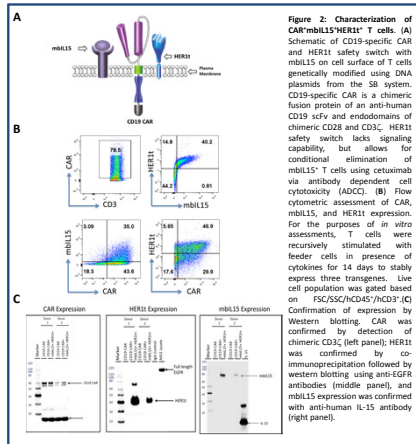 A
mbIL15
HER1t
Plasma
Membrane
CD19 CAR
B
CAR
78.5
CD3
HER1t
14.8 40.2
44.2 0.81
mbIL15
mbIL15
3.09 35.0
18.3 43.6
CAR
HER1t
5.65 46.9
17.6 29.9
CAR
C
CAR Expression
HER1t Expression
mbIL15 Expression
Marker
CD19 CAR
Marker
Full length
EGFR
HER1t
Marker
mbIL15
IL-15
Figure 2: Characterization of
CAR⁺mbIL15⁺HER1t⁺ T cells. (A)
Schematic of CD19-specific CAR
and HER1t safety switch with
mbIL15 on cell surface of T cells
genetically modified using DNA
plasmids from the SB system.
CD19-specific CAR is a chimeric
fusion protein of an anti-human
CD19 scFv and endodomains of
chimeric CD28 and CD3ζ. HER1t
safety switch lacks signaling
capability, but allows for
conditional elimination of
mbIL15⁺ T cells using cetuximab
via antibody dependent cell
cytotoxicity (ADCC). (B) Flow
cytometric assessment of CAR,
mbIL15, and HER1t expression.
For the purposes of in vitro
assessments, T cells were
recursively stimulated with
feeder cells in presence of
cytokines for 14 days to stably
express three transgenes. Live
cell population was gated based
on FSC/SSC/hCD45⁺/hCD3⁺.(C)
Confirmation of expression by
Western blotting. CAR was
confirmed by detection of
chimeric CD3ζ (left panel); HER1t
was confirmed by co-
immunoprecipitation followed by
western blotting using anti-EGFR
antibodies (middle panel), and
mbIL15 expression was confirmed
with anti-human IL-15 antibody
(right panel).